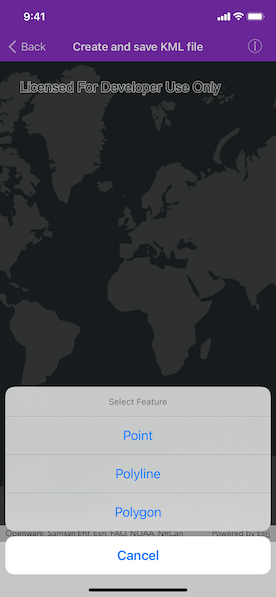 9:41
Back
Create and save KML file
Licensed For Developer Use Only
Select Feature
Point
Polyline
Polygon
Openware, Samsyn Ehf, Esri, FAO, NOAA, NRCan
Powered by Esri
Cancel